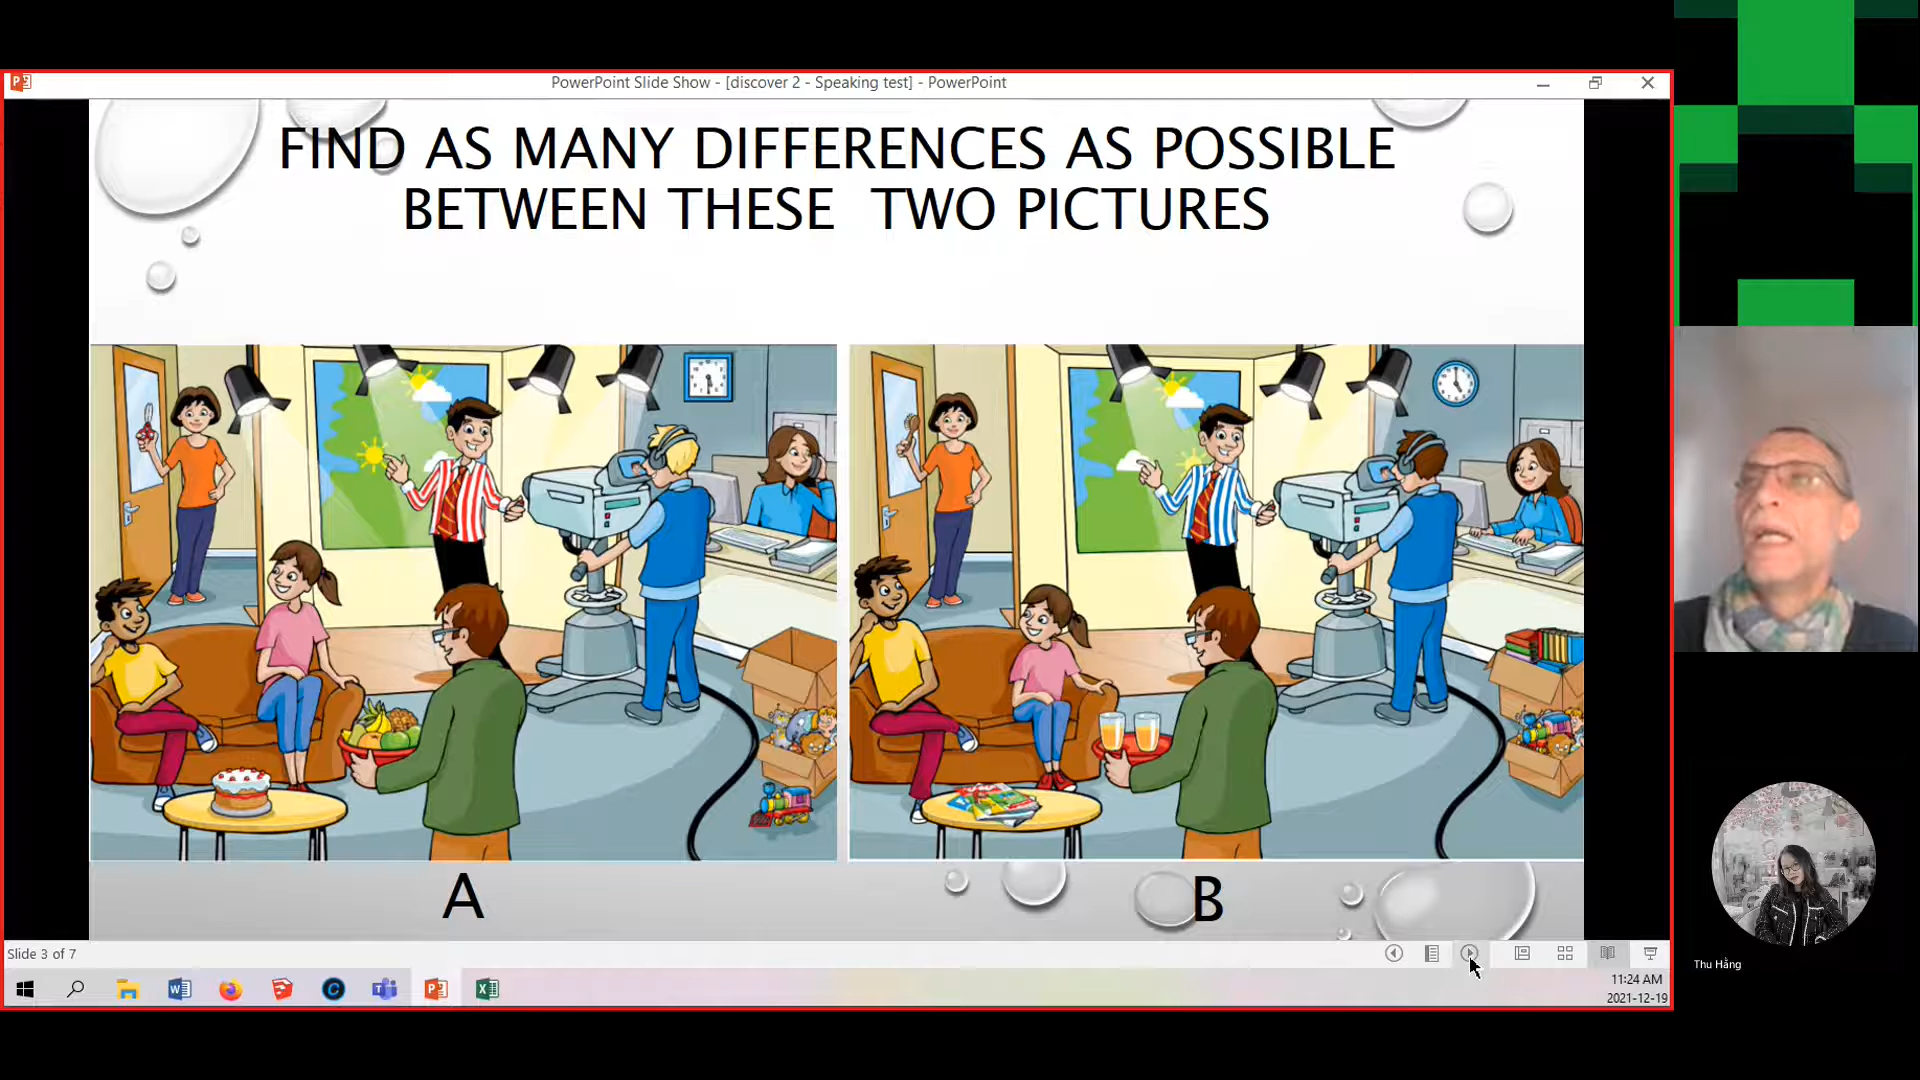 PowerPoint Slide Show - [discover 2 - Speaking test] - PowerPoint
FIND AS MANY DIFFERENCES AS POSSIBLE
BETWEEN THESE TWO PICTURES
A
B
Slide 3 of 7
11:24 AM
2021-12-19
Thu Hằng